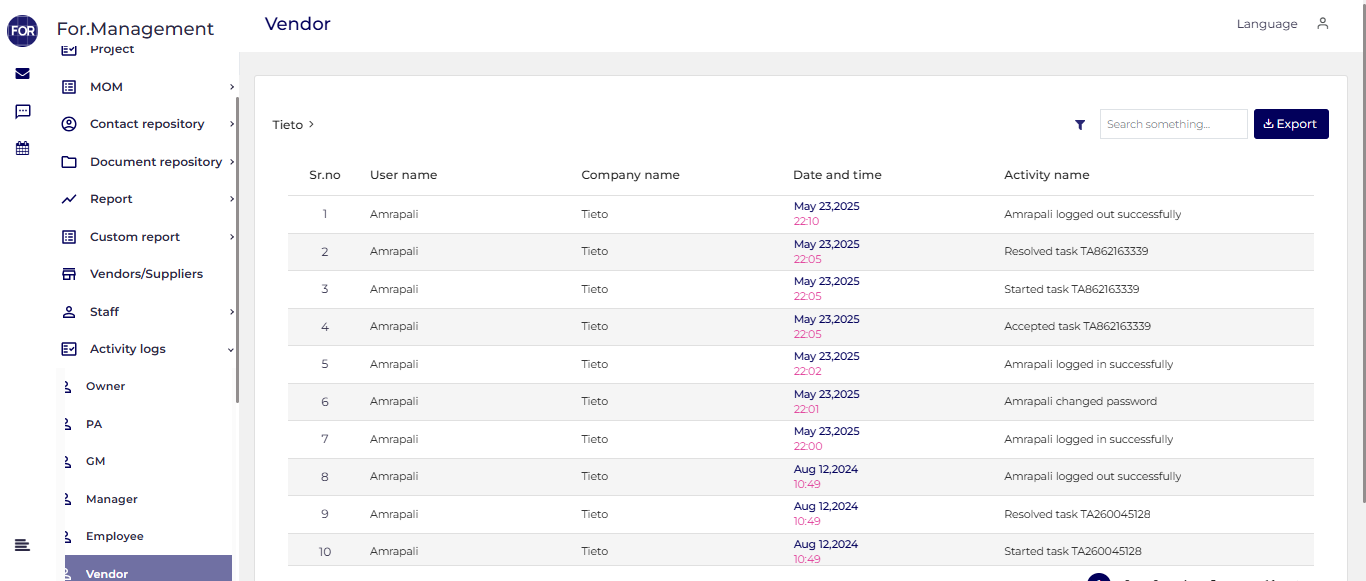 FOR
For.Management
Project
MOM
Contact repository
Document repository
Report
Custom report
Vendors/Suppliers
Staff
Activity logs
Owner
PA
GM
Manager
Employee
Vendor
Vendor
Language
Tieto >
Search something...
Export
Sr.no User name Company name Date and time Activity name
1 Amrapali Tieto May 23,2025 22:10 Amrapali logged out successfully
2 Amrapali Tieto May 23,2025 22:05 Resolved task TA862163339
3 Amrapali Tieto May 23,2025 22:05 Started task TA862163339
4 Amrapali Tieto May 23,2025 22:05 Accepted task TA862163339
5 Amrapali Tieto May 23,2025 22:02 Amrapali logged in successfully
6 Amrapali Tieto May 23,2025 22:01 Amrapali changed password
7 Amrapali Tieto May 23,2025 22:00 Amrapali logged in successfully
8 Amrapali Tieto Aug 12,2024 10:49 Amrapali logged out successfully
9 Amrapali Tieto Aug 12,2024 10:49 Resolved task TA260045128
10 Amrapali Tieto Aug 12,2024 10:49 Started task TA260045128